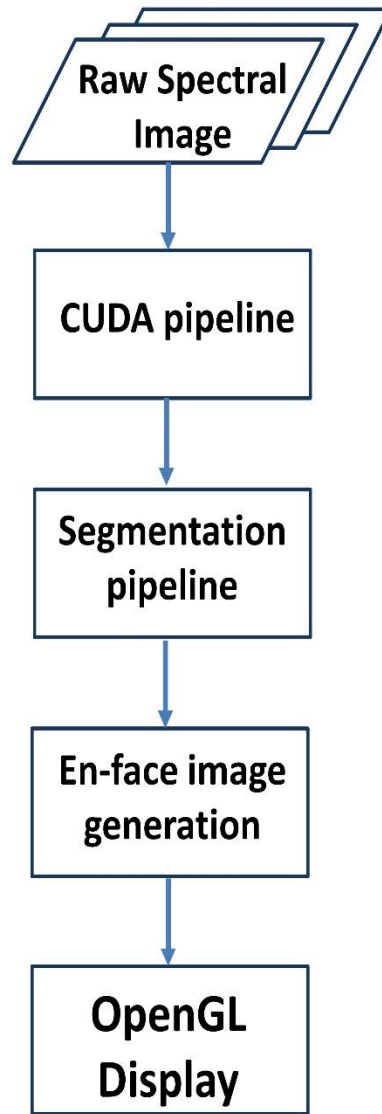 Raw Spectral
Image
CUDA pipeline
Segmentation
pipeline
En-face image
generation
OpenGL
Display